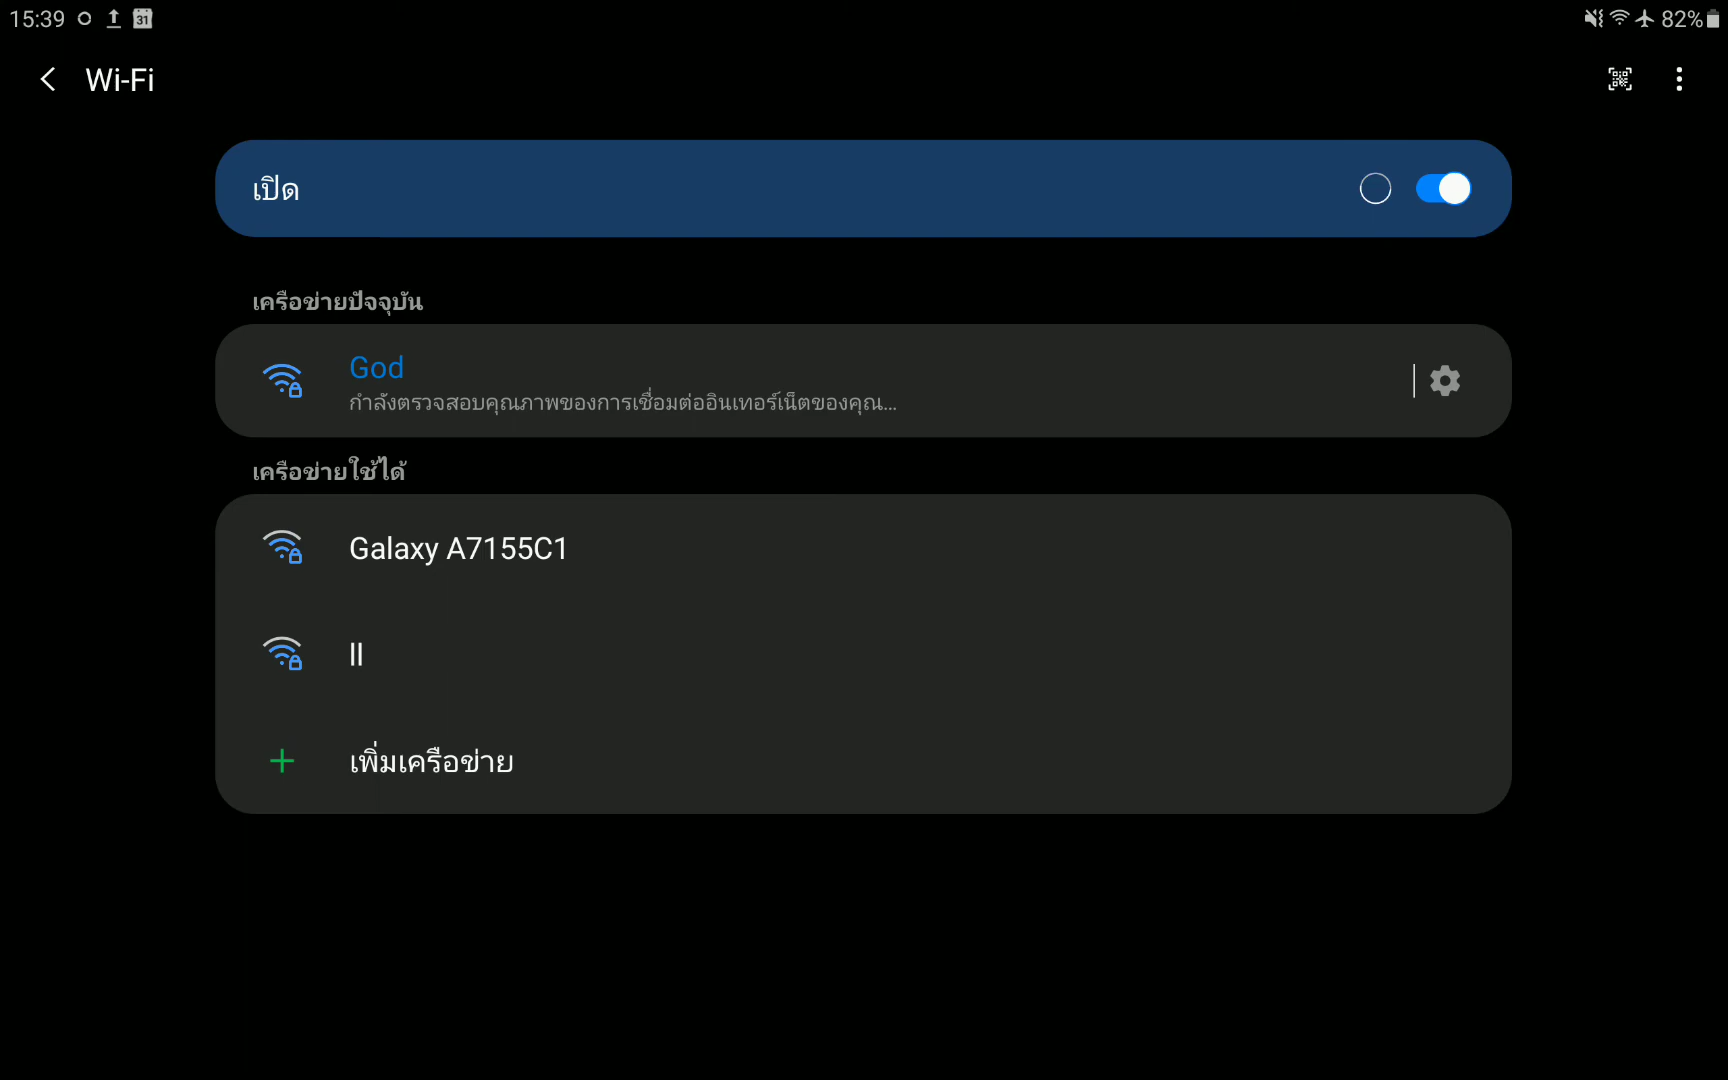 15:39
31
82%
Wi-Fi
เปิด
เครือข่ายปัจจุบัน
God
กำลังตรวจสอบคุณภาพของการเชื่อมต่ออินเทอร์เน็ตของคุณ...
เครือข่ายใช้ได้
Galaxy A7155C1
||
เพิ่มเครือข่าย